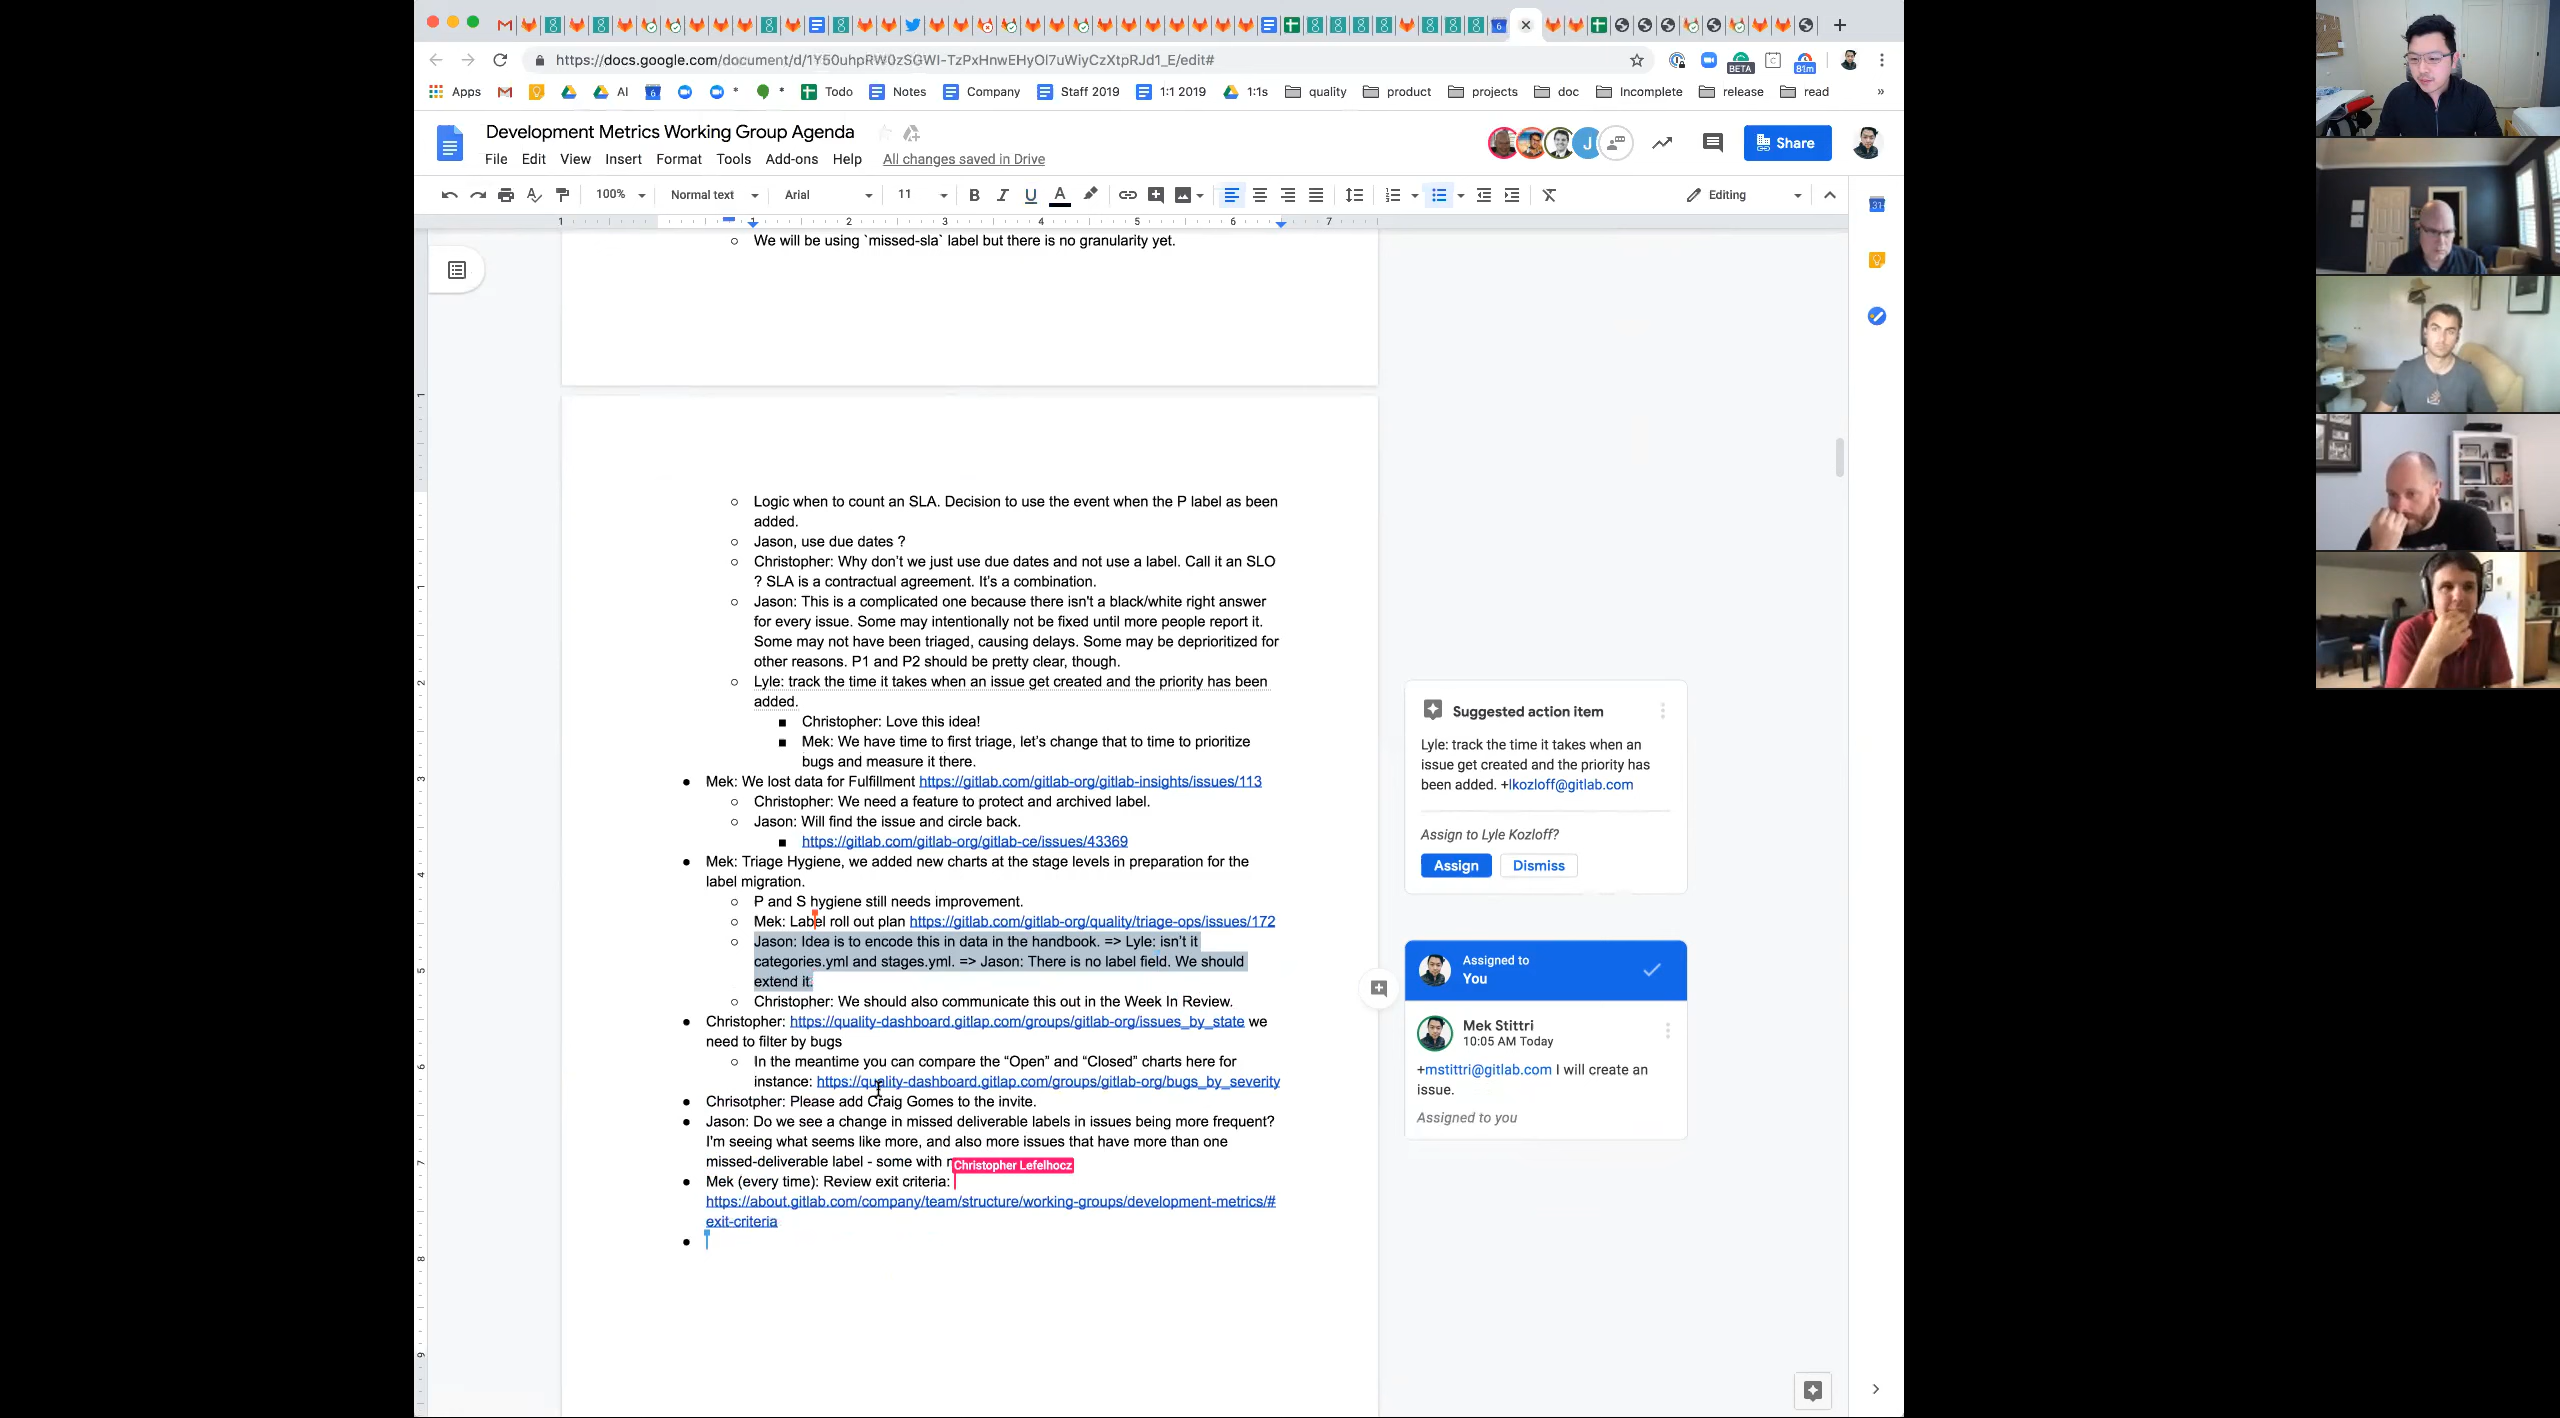 https://docs.google.com/document/d/1Y50uhpRW0zSGWI-TzPxHnwEHyOl7uWiyCzXtpRJd1_E/edit#
BETA
81m
Apps
AI
*
*
Todo
Notes
Company
Staff 2019
1:1 2019
1:1s
quality
product
projects
doc
Incomplete
release
read
»
Development Metrics Working Group Agenda
File Edit View Insert Format Tools Add-ons Help All changes saved in Drive
J
Share
100% Normal text Arial 11 B I U A Editing
1 1 2 3 4 5 6 7
We will be using `missed-sla` label but there is no granularity yet.
Logic when to count an SLA. Decision to use the event when the P label as been
added.
Jason, use due dates ?
Christopher: Why don’t we just use due dates and not use a label. Call it an SLO
? SLA is a contractual agreement. It’s a combination.
Jason: This is a complicated one because there isn't a black/white right answer
for every issue. Some may intentionally not be fixed until more people report it.
Some may not have been triaged, causing delays. Some may be deprioritized for
other reasons. P1 and P2 should be pretty clear, though.
Lyle: track the time it takes when an issue get created and the priority has been
added.
Christopher: Love this idea!
Mek: We have time to first triage, let’s change that to time to prioritize
bugs and measure it there.
Mek: We lost data for Fulfillment https://gitlab.com/gitlab-org/gitlab-insights/issues/113
Christopher: We need a feature to protect and archived label.
Jason: Will find the issue and circle back.
https://gitlab.com/gitlab-org/gitlab-ce/issues/43369
Mek: Triage Hygiene, we added new charts at the stage levels in preparation for the
label migration.
P and S hygiene still needs improvement.
Mek: Label roll out plan https://gitlab.com/gitlab-org/quality/triage-ops/issues/172
Jason: Idea is to encode this in data in the handbook. => Lyle: isn’t it
categories.yml and stages.yml. => Jason: There is no label field. We should
extend it.
Christopher: We should also communicate this out in the Week In Review.
Christopher: https://quality-dashboard.gitlap.com/groups/gitlab-org/issues_by_state we
need to filter by bugs
In the meantime you can compare the “Open” and “Closed” charts here for
instance: https://quality-dashboard.gitlap.com/groups/gitlab-org/bugs_by_severity
Chrisotpher: Please add Craig Gomes to the invite.
Jason: Do we see a change in missed deliverable labels in issues being more frequent?
I'm seeing what seems like more, and also more issues that have more than one
missed-deliverable label - some with
Christopher Lefelhocz
Mek (every time): Review exit criteria:
https://about.gitlab.com/company/team/structure/working-groups/development-metrics/#
exit-criteria
Suggested action item
Lyle: track the time it takes when an
issue get created and the priority has
been added. +lkozloff@gitlab.com
Assign to Lyle Kozloff?
Assign Dismiss
Assigned to
You
Mek Stittri
10:05 AM Today
+mstittri@gitlab.com I will create an
issue.
Assigned to you